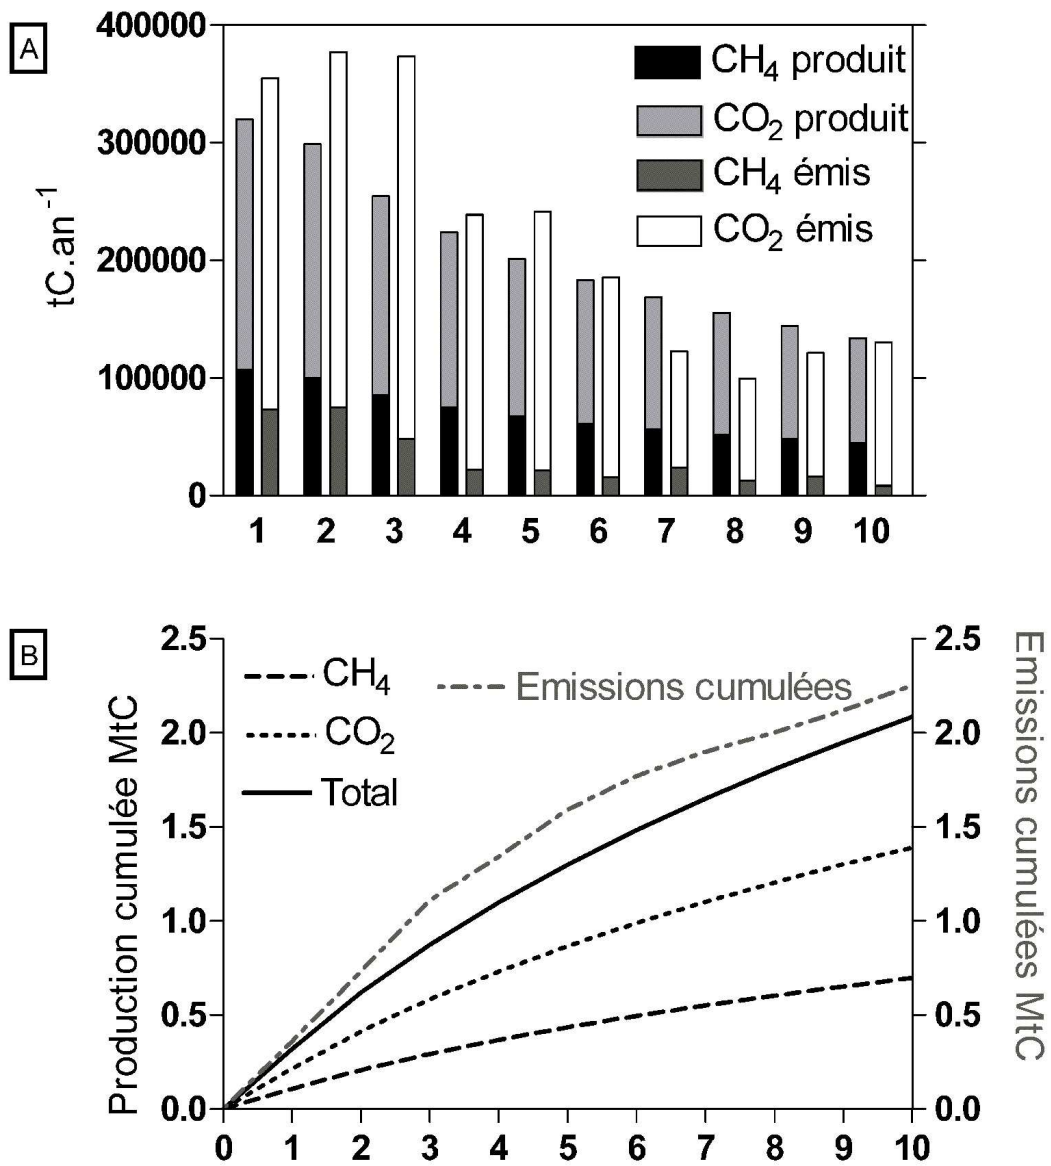 A
400000
300000
200000
100000
0
tC.an⁻¹
CH₄ produit
CO₂ produit
CH₄ émis
CO₂ émis
1 2 3 4 5 6 7 8 9 10
B
Production cumulée MtC
2.5
2.0
1.5
1.0
0.5
0.0
CH₄
CO₂
Total
Emissions cumulées
2.5
2.0
1.5
1.0
0.5
0.0
Emissions cumulées MtC
0 1 2 3 4 5 6 7 8 9 10